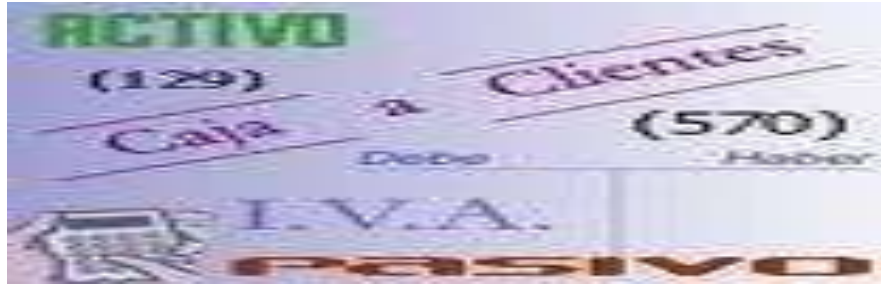 ACTIVO
(129)
Caja a Clientes
(570)
Debe Haber
I.V.A.
PASIVO